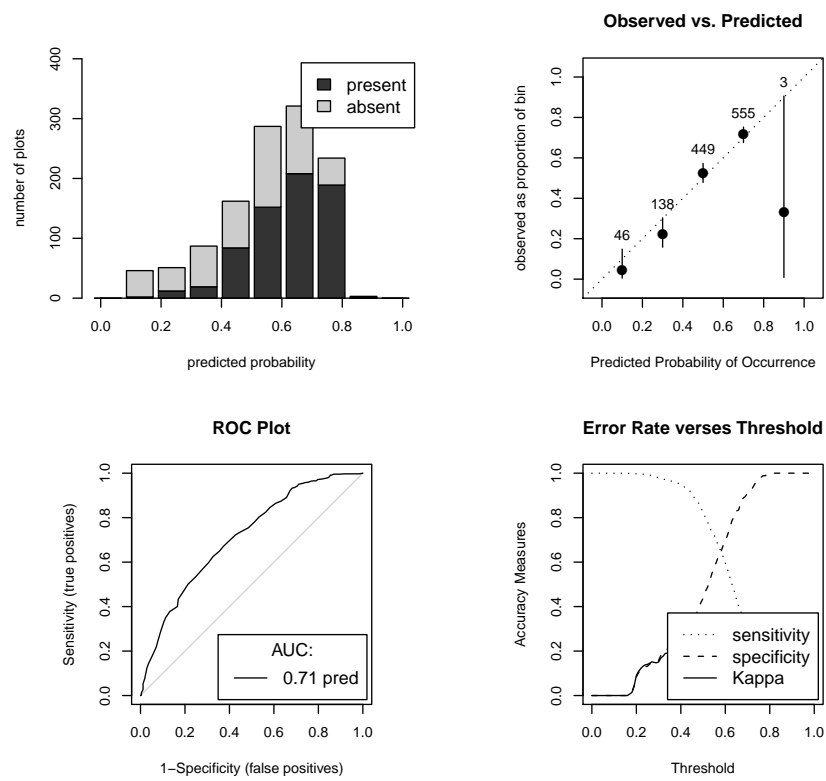 number of plots
400
300
200
100
0
present
absent
0.0 0.2 0.4 0.6 0.8 1.0
predicted probability
Observed vs. Predicted
observed as proportion of bin
1.0
0.8
0.6
0.4
0.2
0.0
3
555
449
138
46
0.0 0.2 0.4 0.6 0.8 1.0
Predicted Probability of Occurrence
ROC Plot
Sensitivity (true positives)
1.0
0.8
0.6
0.4
0.2
0.0
AUC:
0.71 pred
0.0 0.2 0.4 0.6 0.8 1.0
1−Specificity (false positives)
Error Rate verses Threshold
Accuracy Measures
1.0
0.8
0.6
0.4
0.2
0.0
sensitivity
specificity
Kappa
0.0 0.2 0.4 0.6 0.8 1.0
Threshold